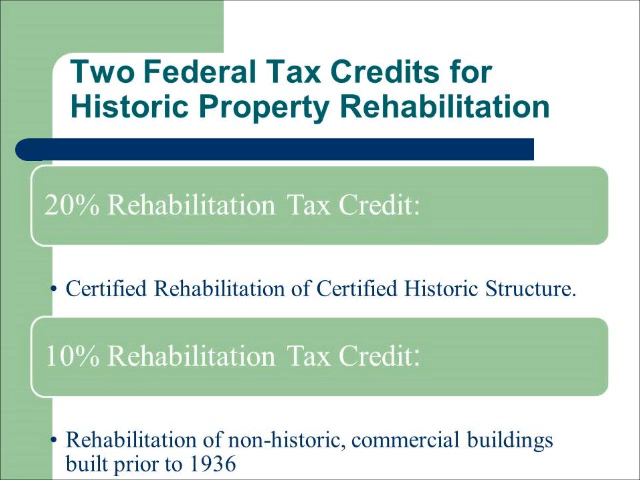 Two Federal Tax Credits for
Historic Property Rehabilitation
20% Rehabilitation Tax Credit:
• Certified Rehabilitation of Certified Historic Structure.
10% Rehabilitation Tax Credit:
• Rehabilitation of non-historic, commercial buildings
built prior to 1936